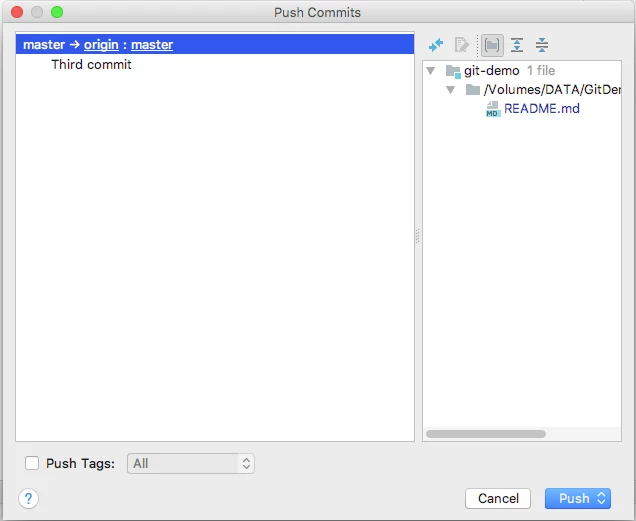 Push Commits
master → origin : master
Third commit
git-demo 1 file
/Volumes/DATA/GitDer
MD README.md
Push Tags: All
? Cancel Push